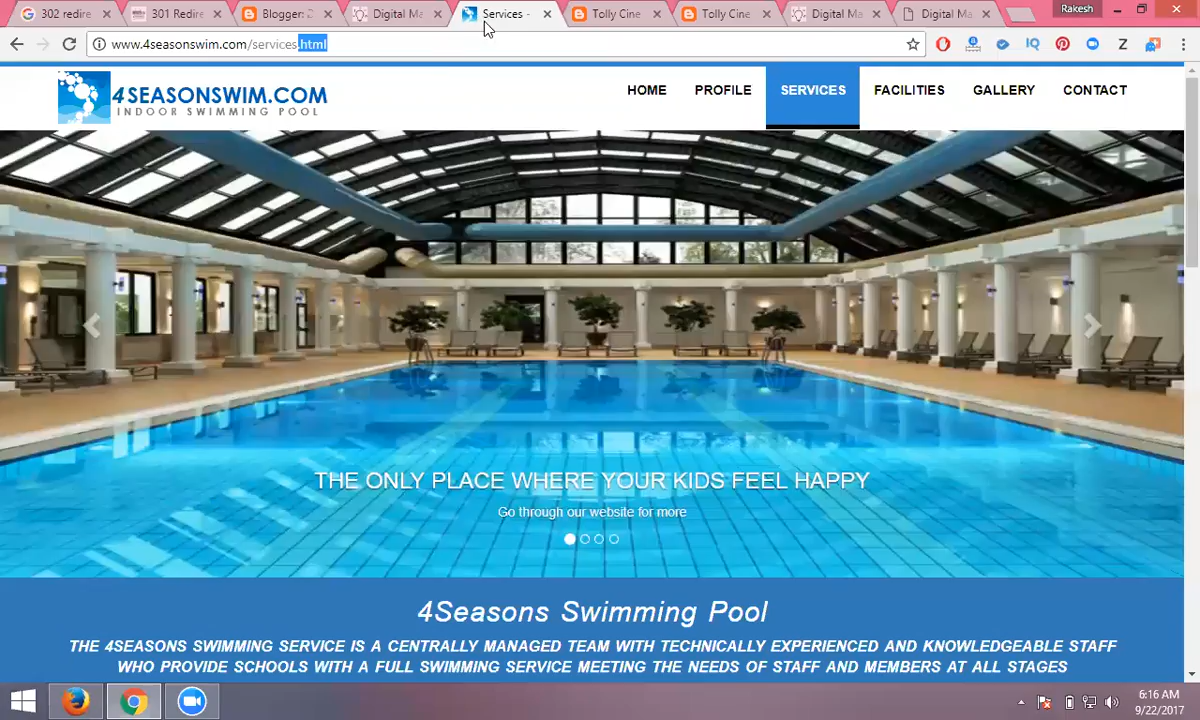 302 redire
301 Redire
Blogger: D
Digital Ma
Services -
Tolly Cine
Tolly Cine
Digital Ma
Digital Ma
Rakesh
www.4seasonswim.com/services.html
IQ
Z
4SEASONSWIM.COM
INDOOR SWIMMING POOL
HOME
PROFILE
SERVICES
FACILITIES
GALLERY
CONTACT
THE ONLY PLACE WHERE YOUR KIDS FEEL HAPPY
Go through our website for more
4Seasons Swimming Pool
THE 4SEASONS SWIMMING SERVICE IS A CENTRALLY MANAGED TEAM WITH TECHNICALLY EXPERIENCED AND KNOWLEDGEABLE STAFF
WHO PROVIDE SCHOOLS WITH A FULL SWIMMING SERVICE MEETING THE NEEDS OF STAFF AND MEMBERS AT ALL STAGES
6:16 AM
9/22/2017